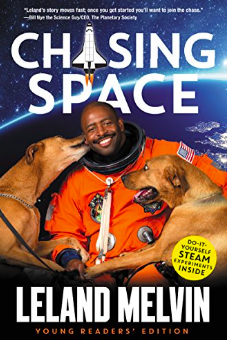 "Leland's story moves fast; once you get started you'll want to join the chase."
—Bill Nye the Science Guy/CEO, The Planetary Society
CHASING
SPACE
DO-IT-
YOURSELF
STEAM
EXPERIMENTS
INSIDE
LELAND MELVIN
YOUNG READERS' EDITION